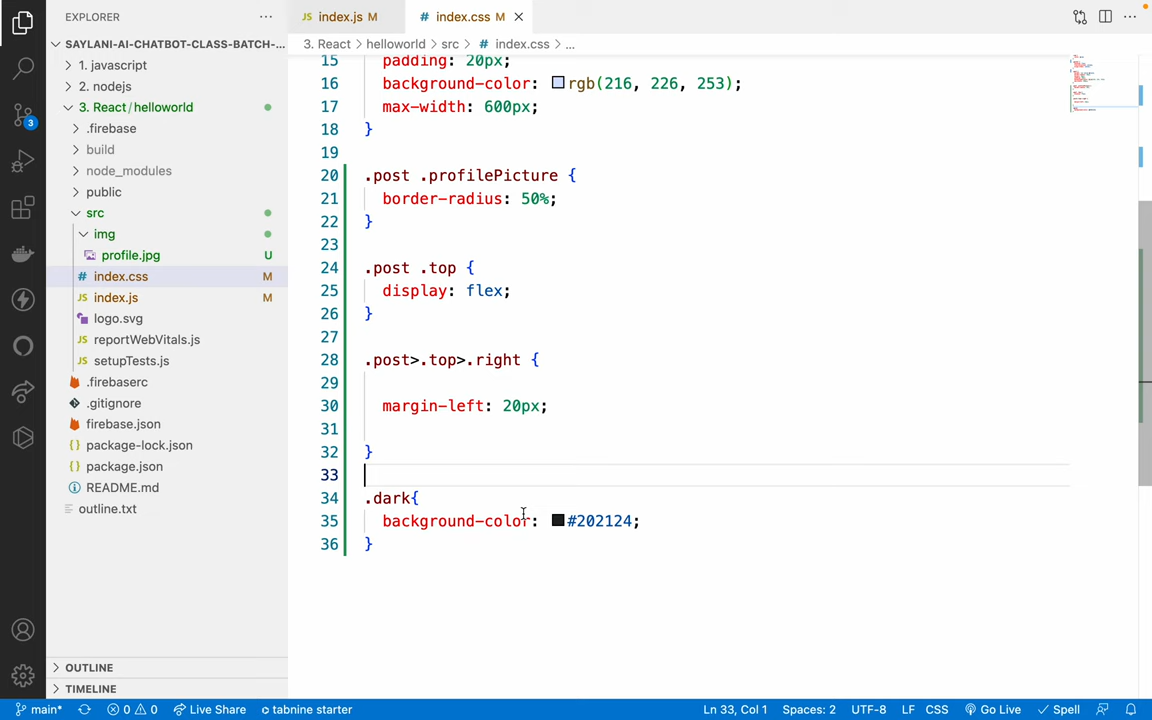 EXPLORER
SAYLANI-AI-CHATBOT-CLASS-BATCH-...
1. javascript
2. nodejs
3. React/helloworld
.firebase
build
node_modules
public
src
img
profile.jpg U
index.css M
index.js M
logo.svg
reportWebVitals.js
setupTests.js
.firebaserc
.gitignore
firebase.json
package-lock.json
package.json
README.md
outline.txt
OUTLINE
TIMELINE
3
JS index.js M
# index.css M
3. React > helloworld > src > # index.css > ...
15 padding: 20px;
16 background-color: rgb(216, 226, 253);
17 max-width: 600px;
18 }
19
20 .post .profilePicture {
21 border-radius: 50%;
22 }
23
24 .post .top {
25 display: flex;
26 }
27
28 .post>.top>.right {
29
30 margin-left: 20px;
31
32 }
33
34 .dark{
35 background-color: #202124;
36 }
main* 0 0 Live Share tabnine starter Ln 33, Col 1 Spaces: 2 UTF-8 LF CSS Go Live Spell